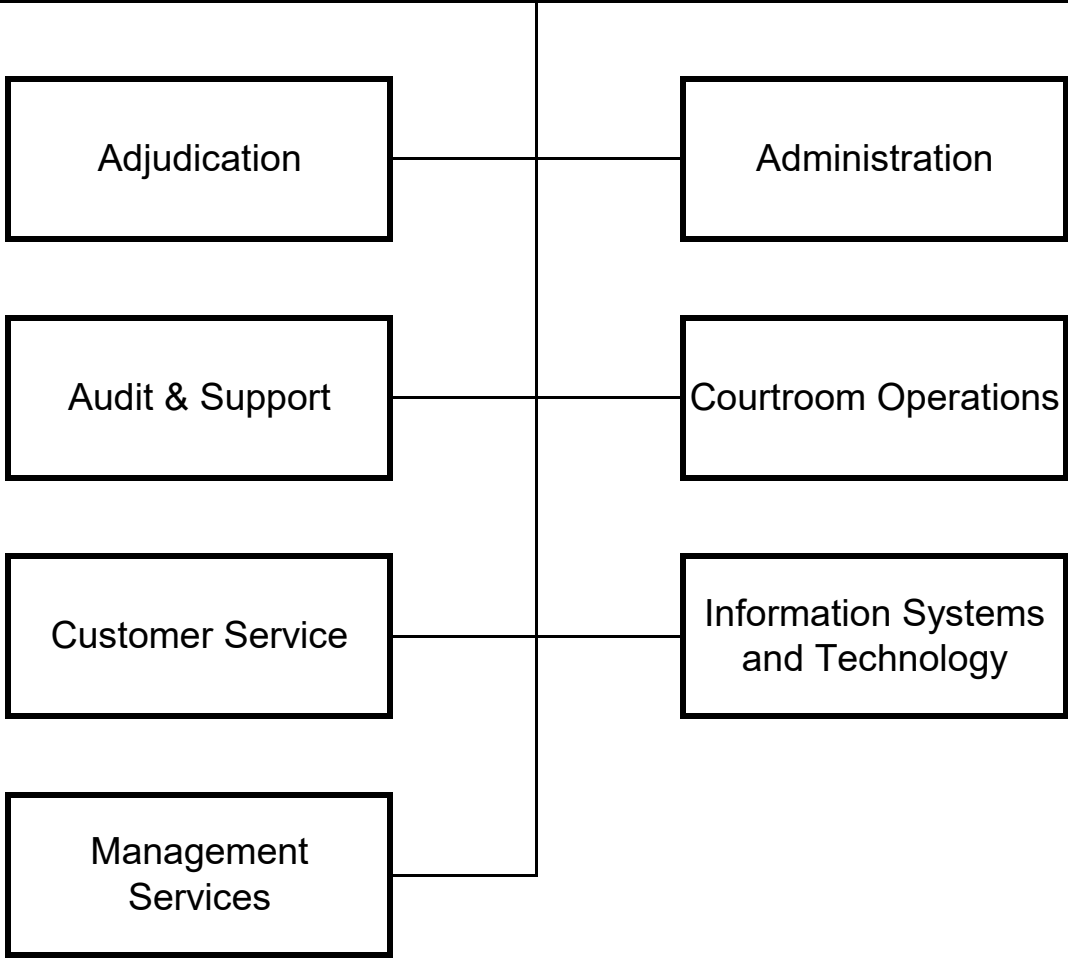 Adjudication
Administration
Audit & Support
Courtroom Operations
Customer Service
Information Systems
and Technology
Management
Services